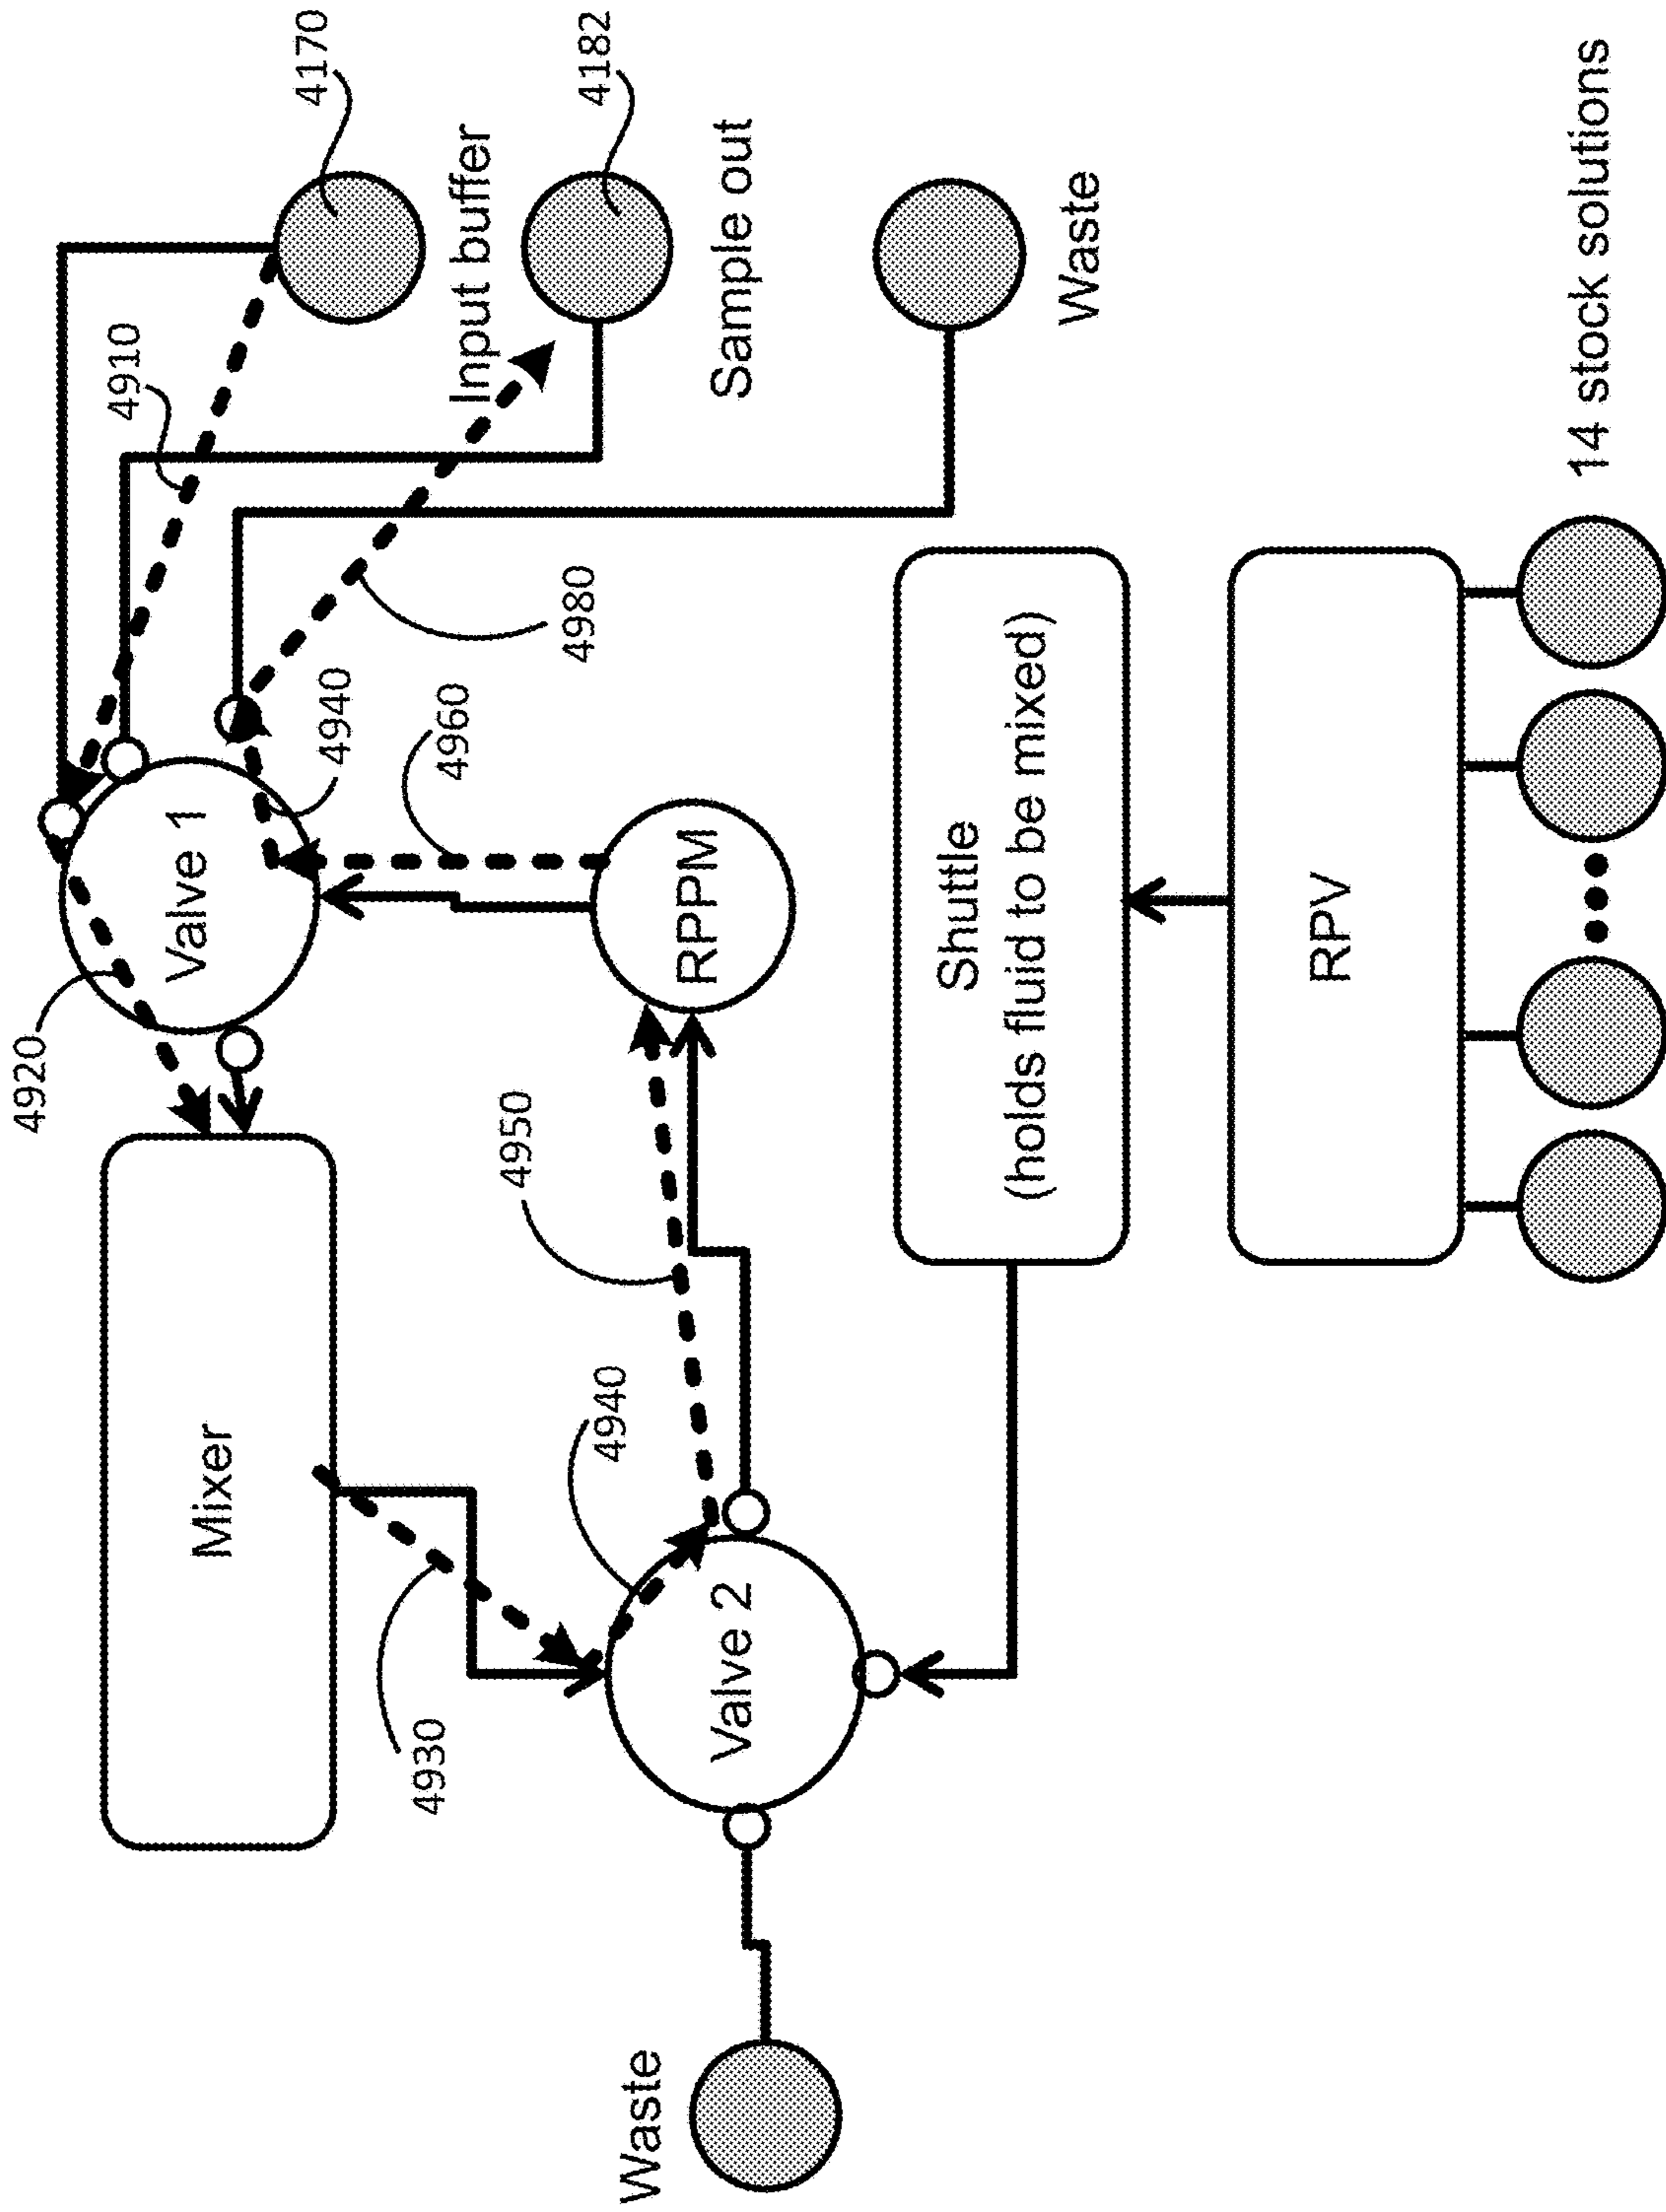 4920
4910
4170
Mixer
Valve 1
4940
4930
4960
Input buffer
4950
4980
4182
4940
Waste
Valve 2
RPPM
Sample out
Shuttle
(holds fluid to be mixed)
Waste
RPV
14 stock solutions